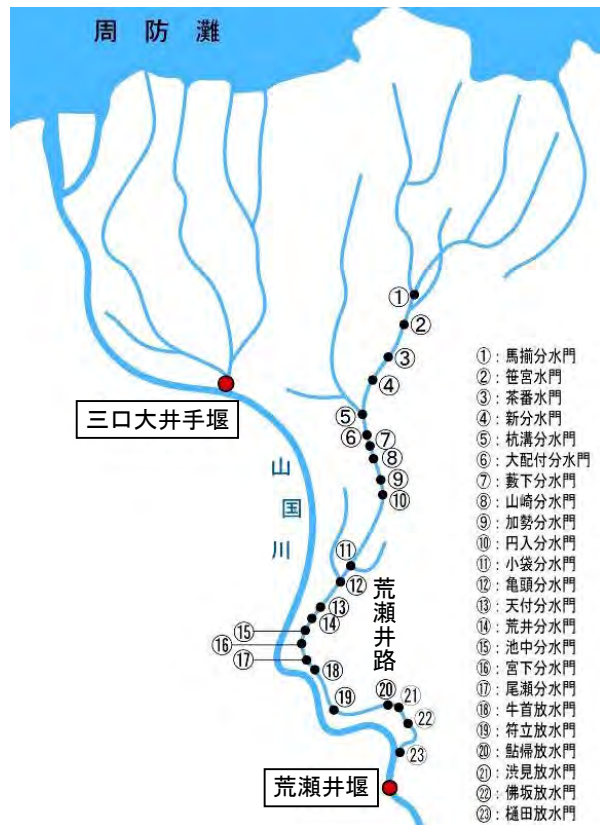 周防灘
①
②
③
④
⑤
⑥
⑦
⑧
⑨
⑩
⑪
⑫
⑬
⑭
⑮
⑯
⑰
⑱
⑲
⑳
㉑
㉒
㉓
三口大井手堰
山国川
荒瀬井路
荒瀬井堰
①：馬揃分水門
②：笹宮水門
③：茶番水門
④：新分水門
⑤：杭溝分水門
⑥：大配付分水門
⑦：藪下分水門
⑧：山崎分水門
⑨：加勢分水門
⑩：円入分水門
⑪：小袋分水門
⑫：亀頭分水門
⑬：天付分水門
⑭：荒井分水門
⑮：池中分水門
⑯：宮下分水門
⑰：尾瀬分水門
⑱：牛首放水門
⑲：符立放水門
⑳：鮎帰放水門
㉑：渋見放水門
㉒：佛坂放水門
㉓：樋田放水門